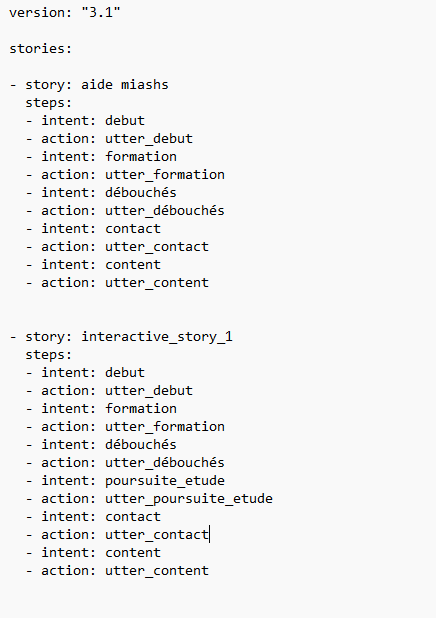 version: "3.1"
stories:
- story: aide miashs
steps:
- intent: debut
- action: utter_debut
- intent: formation
- action: utter_formation
- intent: débouchés
- action: utter_débouchés
- intent: contact
- action: utter_contact
- intent: content
- action: utter_content
- story: interactive_story_1
steps:
- intent: debut
- action: utter_debut
- intent: formation
- action: utter_formation
- intent: débouchés
- action: utter_débouchés
- intent: poursuite_etude
- action: utter_poursuite_etude
- intent: contact
- action: utter_contact
- intent: content
- action: utter_content